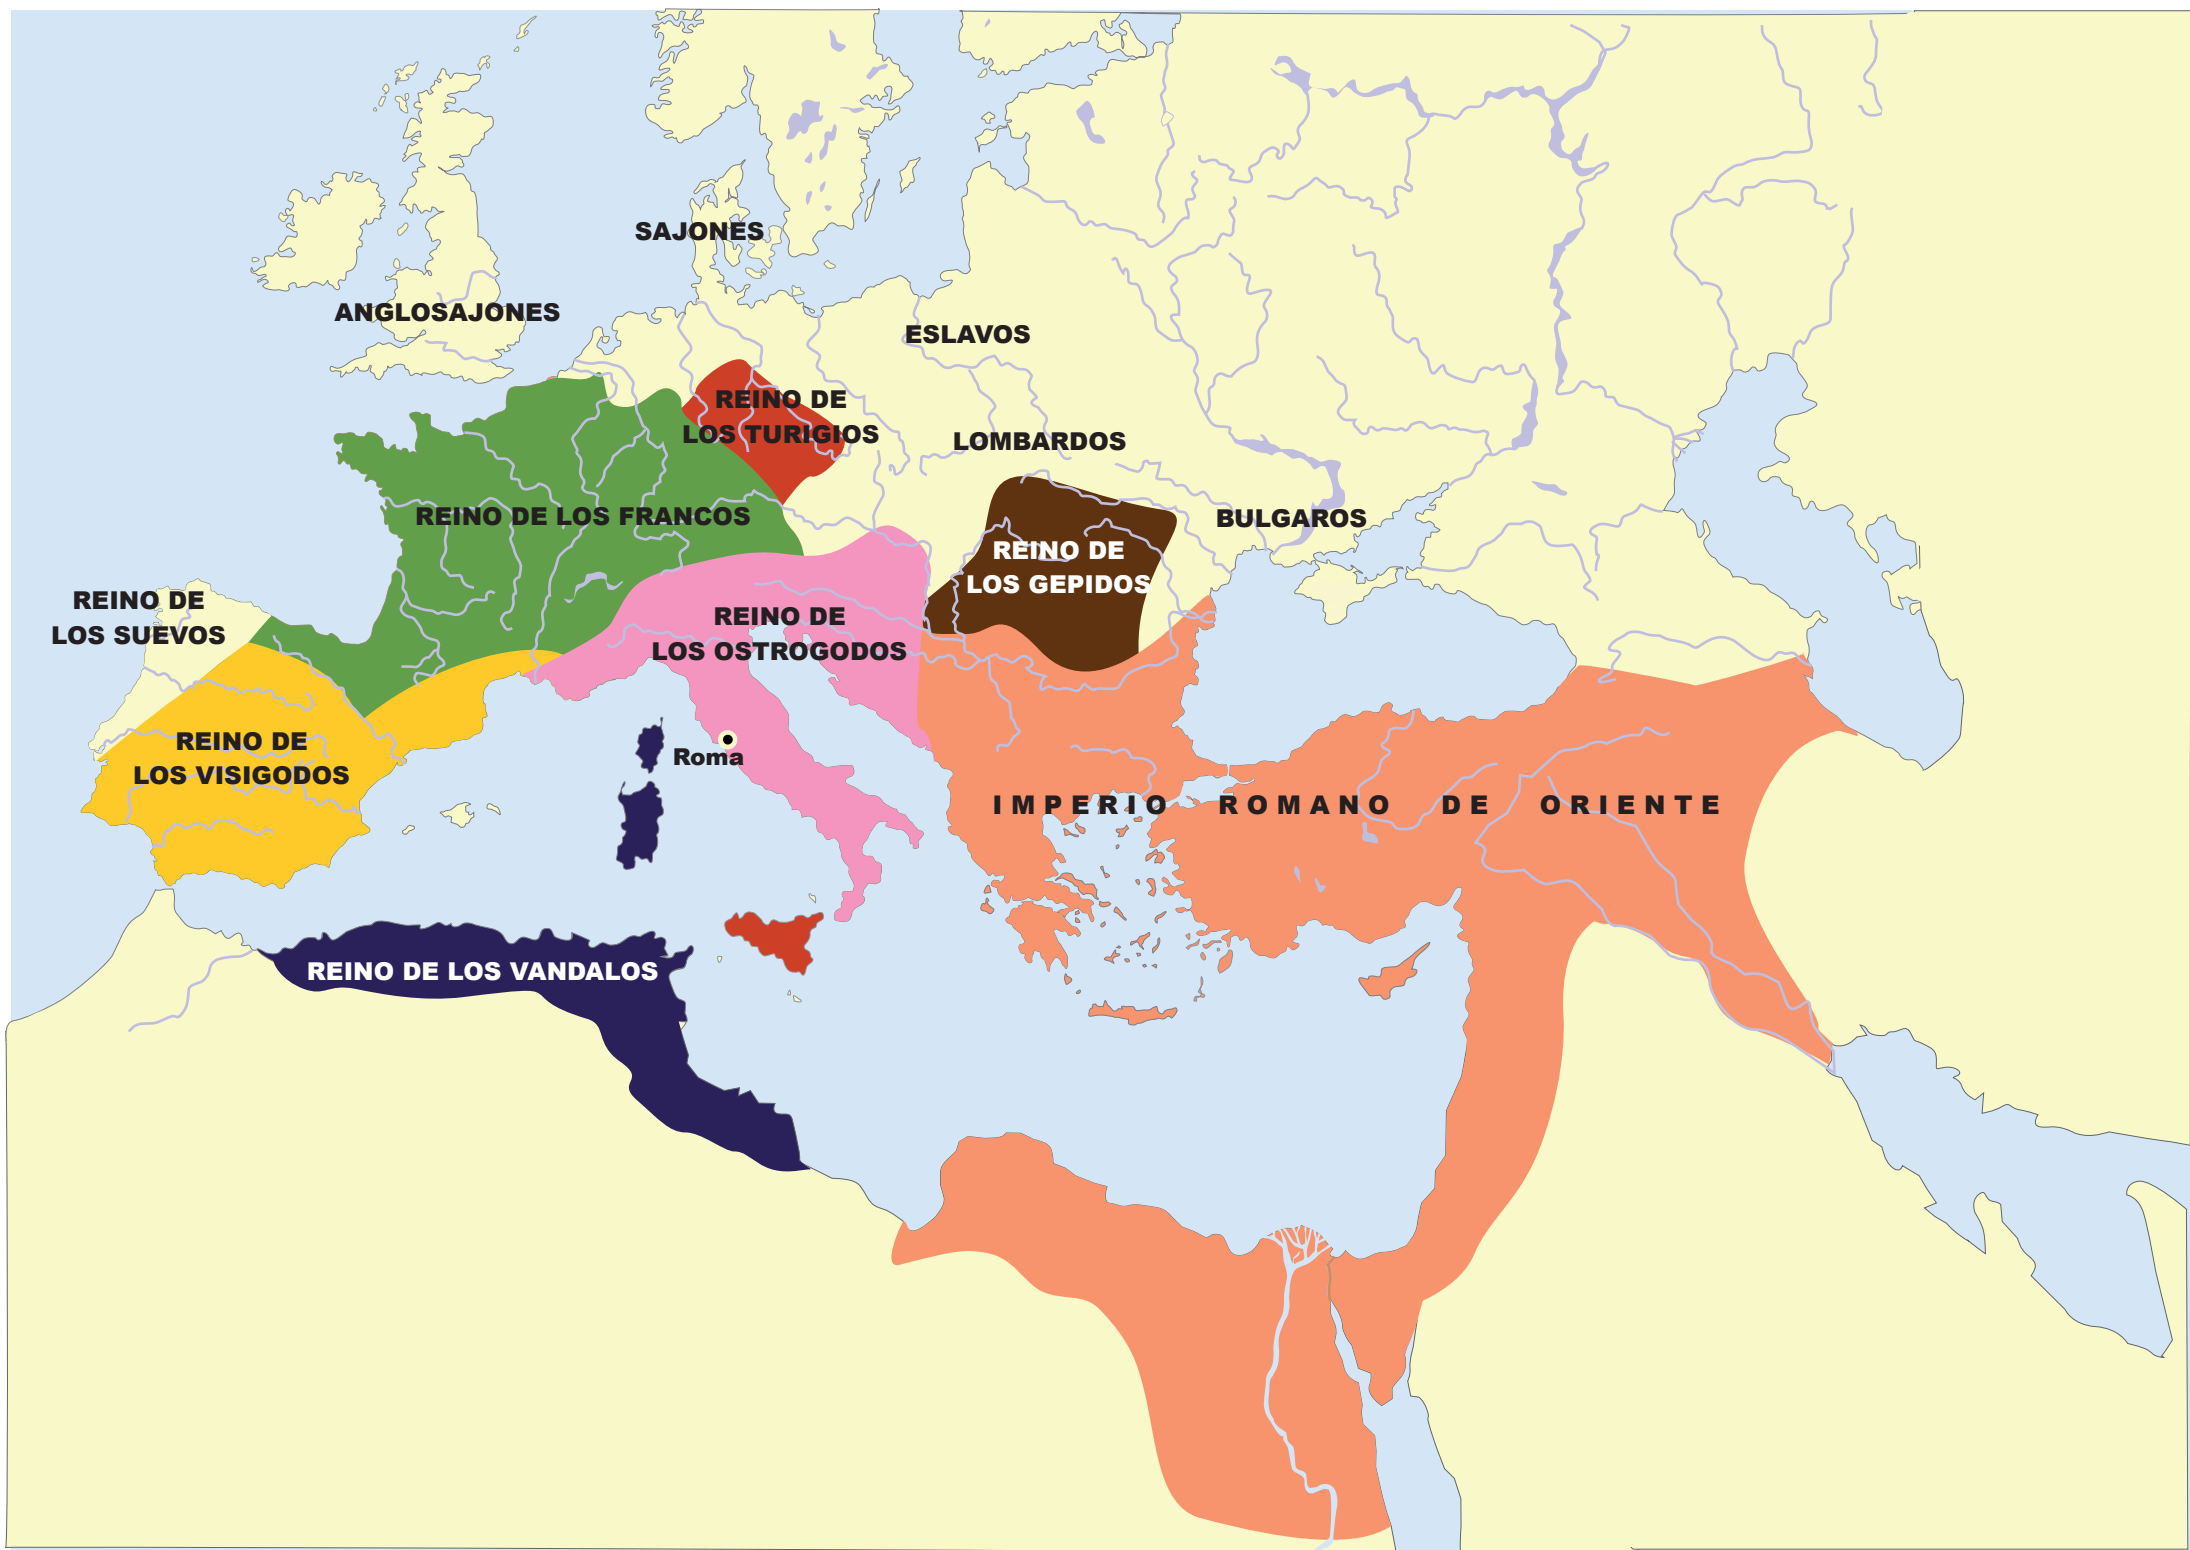 SAJONES
ANGLOSAJONES
ESLAVOS
REINO DE
LOS TURIGIOS
LOMBARDOS
REINO DE LOS FRANCOS
BULGAROS
REINO DE
LOS GEPIDOS
REINO DE
LOS SUEVOS
REINO DE
LOS OSTROGODOS
REINO DE
LOS VISIGODOS
Roma
IMPERIO ROMANO DE ORIENTE
REINO DE LOS VANDALOS